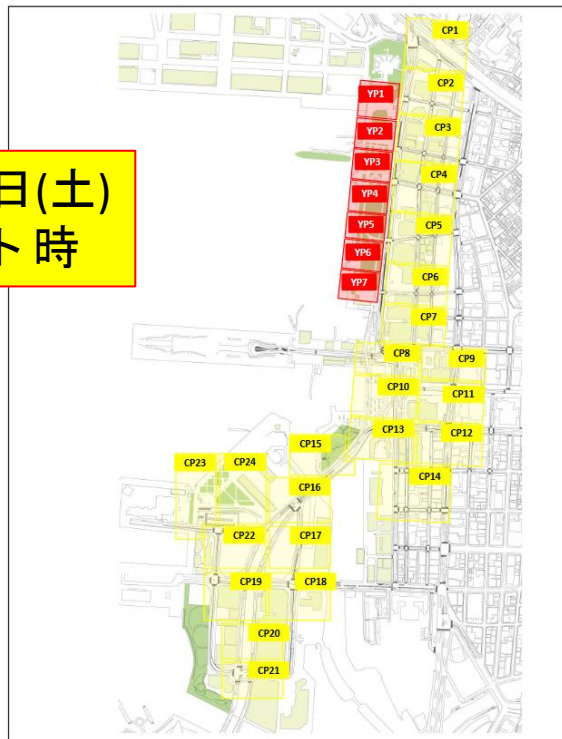 日(土)
ト時
CP1
CP2
YP1
CP3
YP2
YP3
CP4
YP4
CP5
YP5
YP6
CP6
YP7
CP7
CP8
CP9
CP10
CP11
CP13
CP12
CP15
CP23
CP24
CP14
CP16
CP22
CP17
CP19
CP18
CP20
CP21